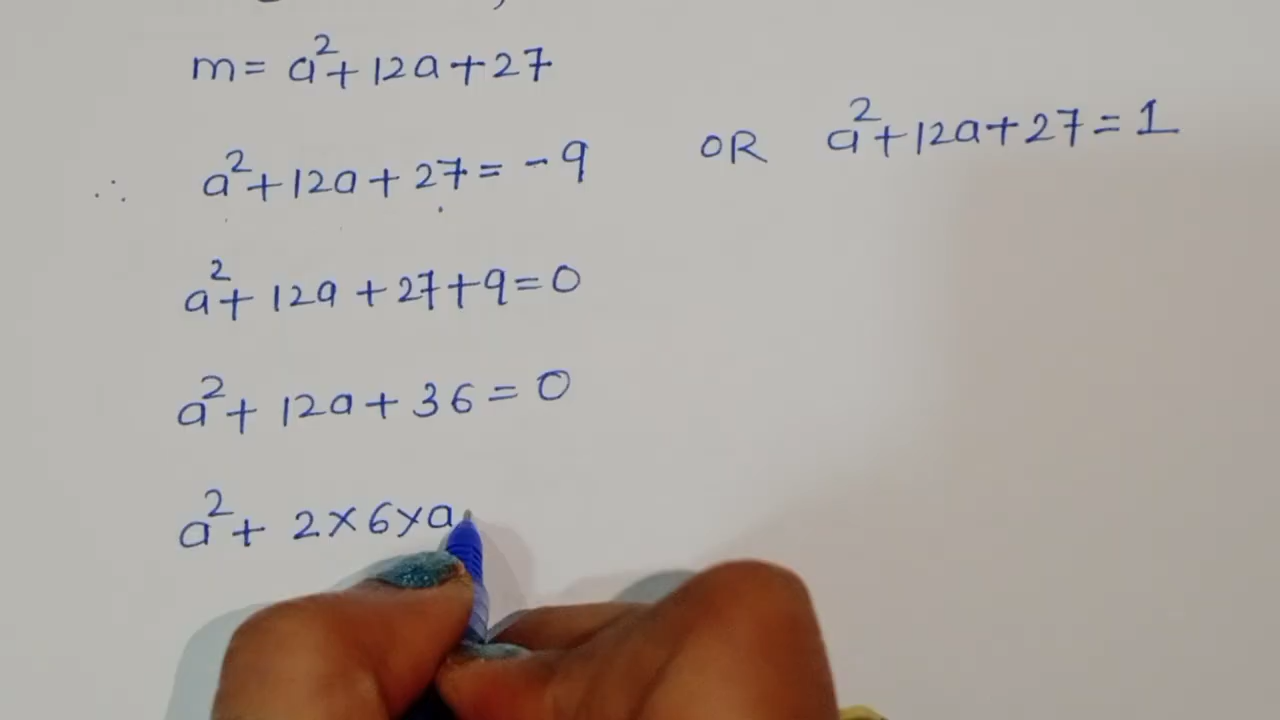 m = a² + 12a + 27
∴ a² + 12a + 27 = - 9 OR a² + 12a + 27 = 1
a² + 12a + 27 + 9 = 0
a² + 12a + 36 = 0
a² + 2 × 6 × a